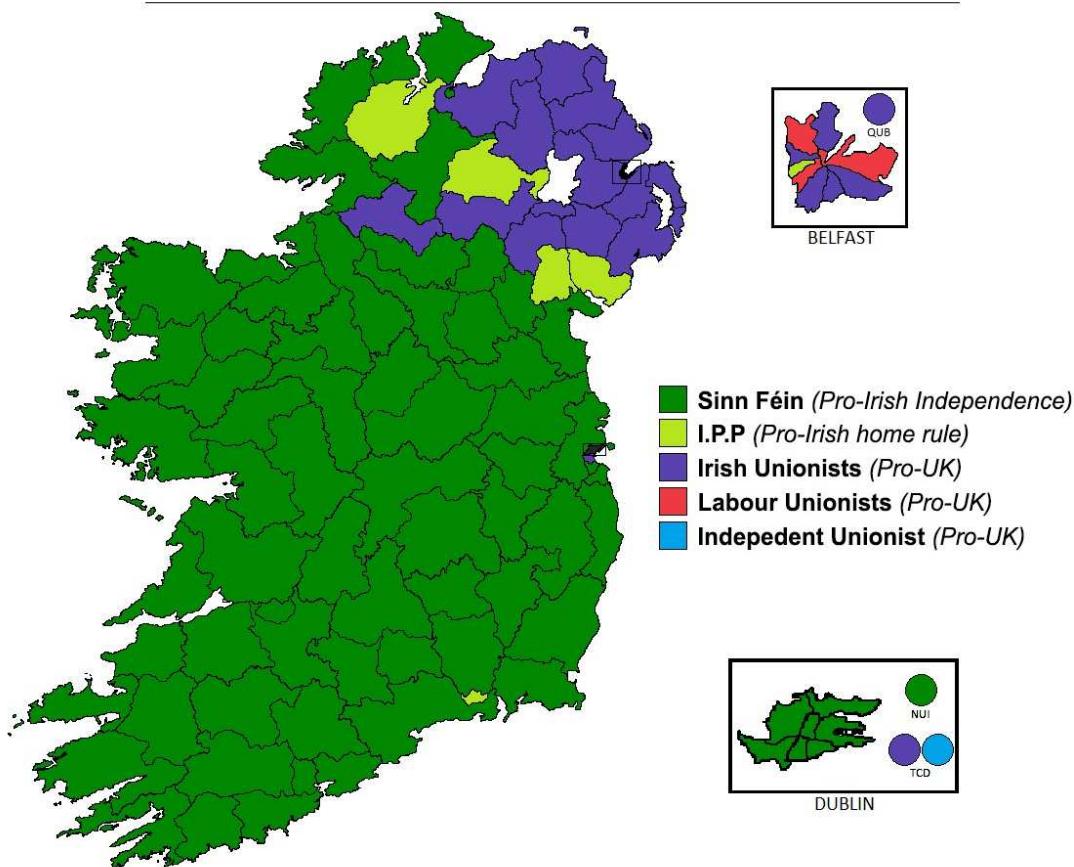 QUB
BELFAST
Sinn Féin (Pro-Irish Independence)
I.P.P (Pro-Irish home rule)
Irish Unionists (Pro-UK)
Labour Unionists (Pro-UK)
Indepedent Unionist (Pro-UK)
NUI
TCD
DUBLIN